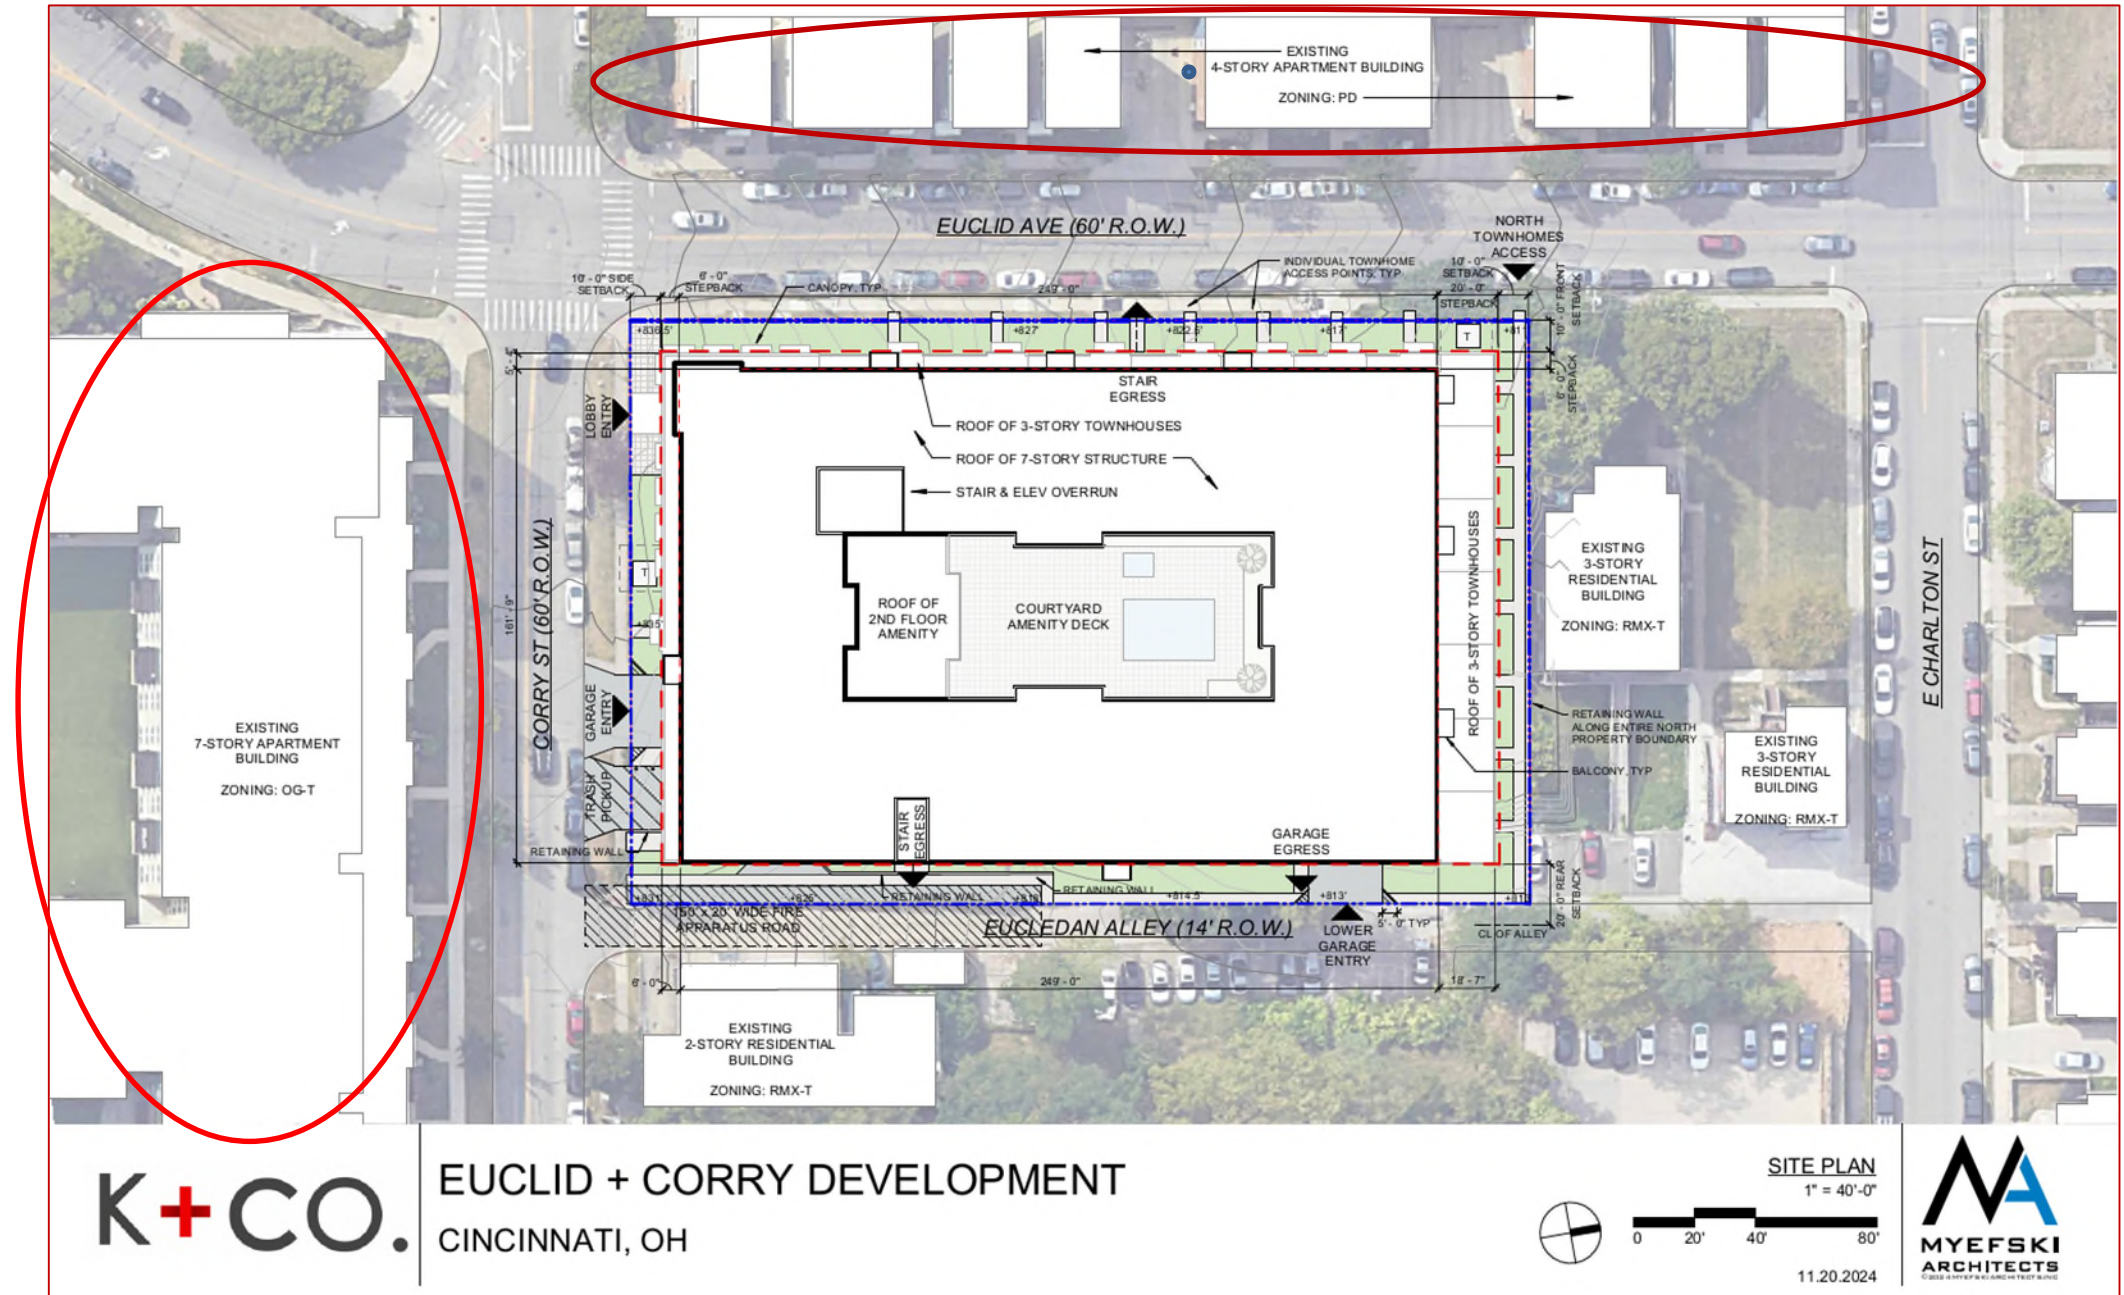 EXISTING
4-STORY APARTMENT BUILDING
ZONING: PD
EUCLID AVE (60' R.O.W.)
NORTH
TOWNHOMES
ACCESS
10' - 0" SIDE
SETBACK
6' - 0"
STEPBACK
CANOPY, TYP
249' - 0"
INDIVIDUAL TOWNHOME
ACCESS POINTS, TYP
10' - 0"
SETBACK
20' - 0"
STEPBACK
10' - 0" FRONT
SETBACK
6' - 0"
STEPBACK
+827'
+822.5'
+817'
T
LOBBY
ENTRY
STAIR
EGRESS
ROOF OF 3-STORY TOWNHOUSES
ROOF OF 7-STORY STRUCTURE
STAIR & ELEV OVERRUN
ROOF OF
2ND FLOOR
AMENITY
COURTYARD
AMENITY DECK
ROOF OF 3-STORY TOWNHOUSES
CORRY ST (60' R.O.W.)
161' - 9"
T
+835'
GARAGE
ENTRY
TRASH
PICKUP
RETAINING WALL
EXISTING
7-STORY APARTMENT
BUILDING
ZONING: OG-T
EXISTING
3-STORY
RESIDENTIAL
BUILDING
ZONING: RMX-T
E CHARLTON ST
RETAINING WALL
ALONG ENTIRE NORTH
PROPERTY BOUNDARY
BALCONY, TYP
EXISTING
3-STORY
RESIDENTIAL
BUILDING
ZONING: RMX-T
STAIR
EGRESS
GARAGE
EGRESS
RETAINING WALL
RETAINING WALL
+814.5'
+813'
150' x 20' WIDE FIRE
APPARATUS ROAD
EUCLEDAN ALLEY (14' R.O.W.)
LOWER
GARAGE
ENTRY
5' - 0" TYP
CL OF ALLEY
20' - 0" REAR
SETBACK
6' - 0"
249' - 0"
18' - 7"
EXISTING
2-STORY RESIDENTIAL
BUILDING
ZONING: RMX-T
K+CO.
EUCLID + CORRY DEVELOPMENT
CINCINNATI, OH
SITE PLAN
1" = 40'-0"
0 20' 40' 80'
11.20.2024
MYEFSKI
ARCHITECTS